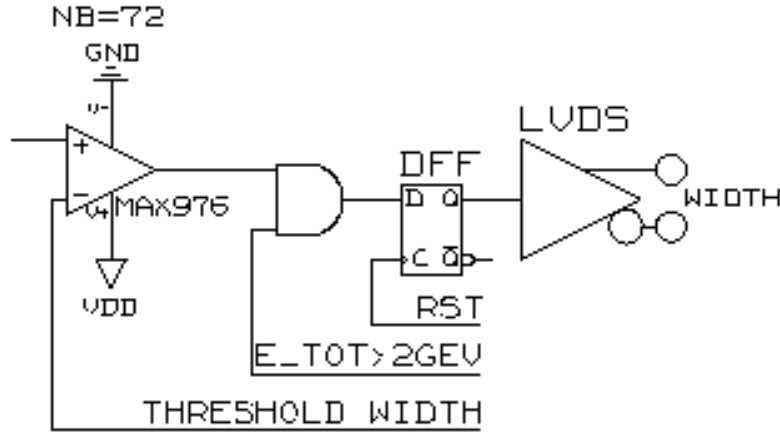 NB=72
GND
V-
LVDS
+
DFF
-
V+
MAX976
D Q
WIDTH
C Q̅
VDD
RST
E_TOT>2GEV
THRESHOLD WIDTH